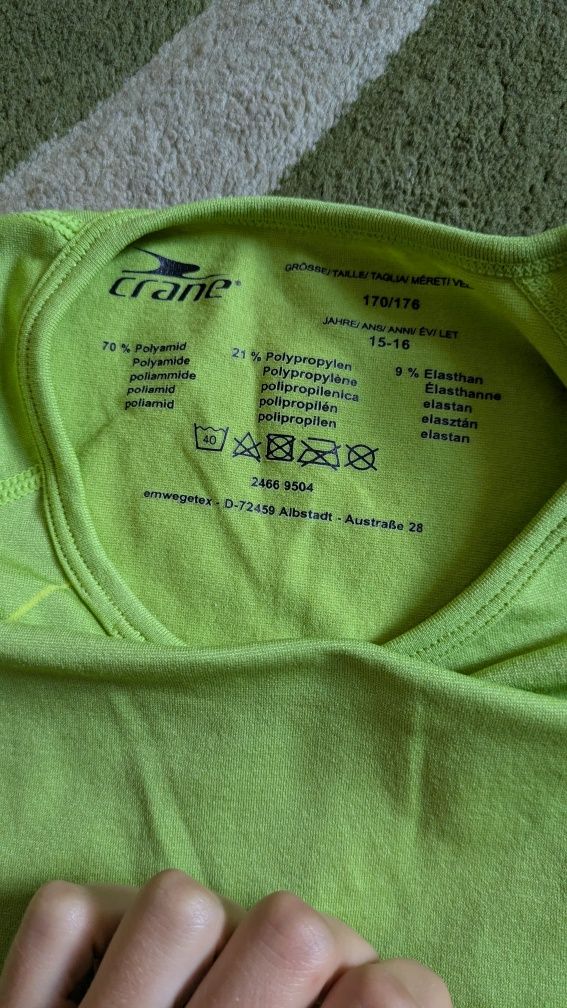 crane®
GRÖSSE/ TAILLE/ TAGLIA/ MÉRET/
170/176
JAHRE/ ANS/ ANNI/ ÉV/ LET
15-16
70 % Polyamid
Polyamide
poliammide
poliamid
poliamid
21 % Polypropylen
Polypropylène
polipropilenica
polipropilén
polipropilen
9 % Elasthan
Élasthanne
elastan
elasztán
elastan
40
2466 9504
emwegetex - D-72459 Albstadt - Austraße 28